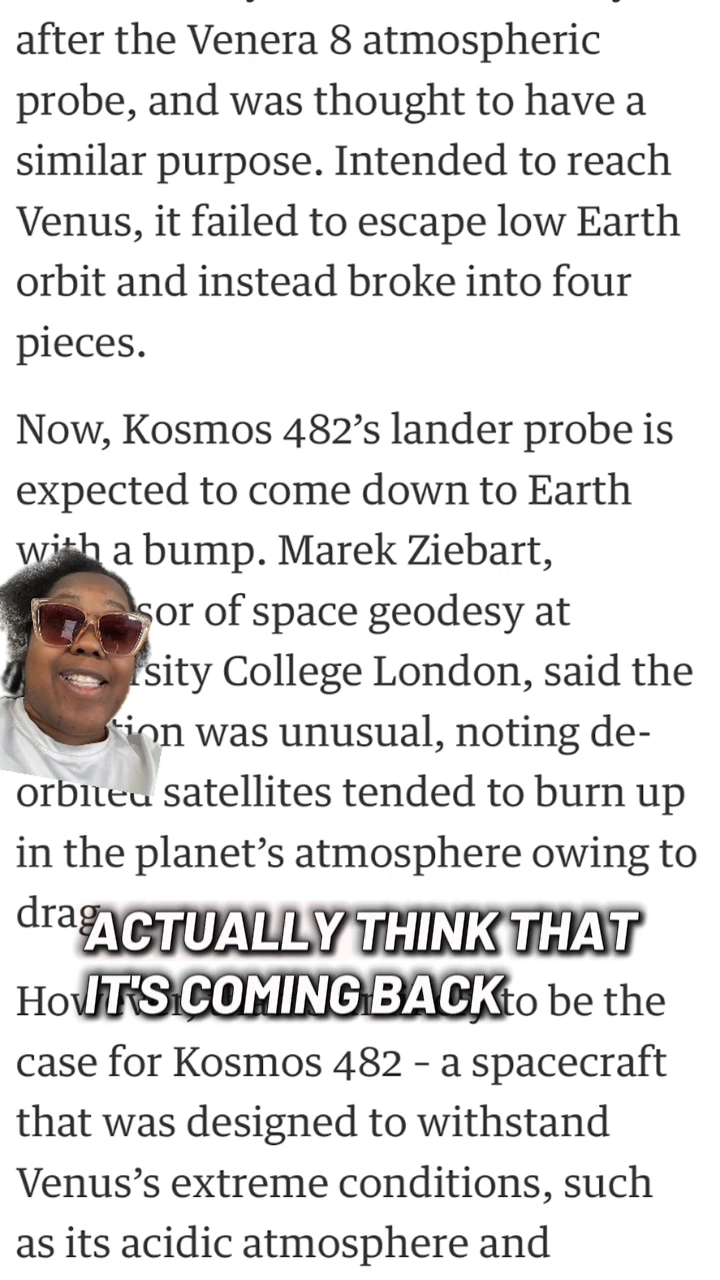 after the Venera 8 atmospheric
probe, and was thought to have a
similar purpose. Intended to reach
Venus, it failed to escape low Earth
orbit and instead broke into four
pieces.
Now, Kosmos 482’s lander probe is
expected to come down to Earth
with a bump. Marek Ziebart,
of space geodesy at
College London, said the
was unusual, noting de-
orbited satellites tended to burn up
in the planet’s atmosphere owing to
drag
ACTUALLY THINK THAT
IT'S COMING BACK
to be the
case for Kosmos 482 – a spacecraft
that was designed to withstand
Venus’s extreme conditions, such
as its acidic atmosphere and